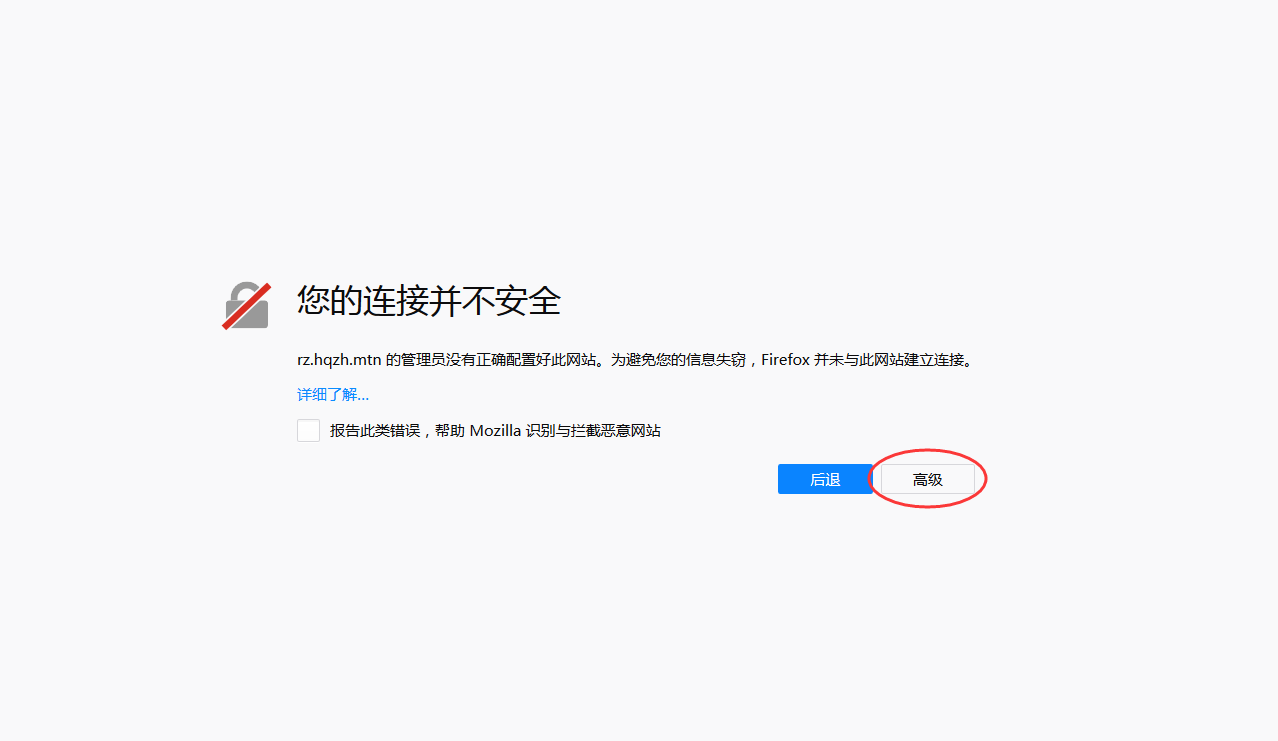 您的连接并不安全
rz.hqzh.mtn 的管理员没有正确配置好此网站。为避免您的信息失窃，Firefox 并未与此网站建立连接。
详细了解...
报告此类错误，帮助 Mozilla 识别与拦截恶意网站
后退 高级